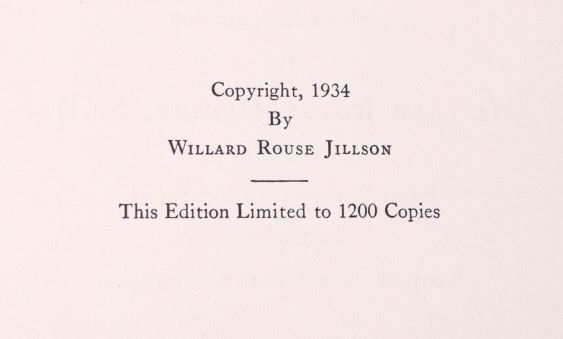 Copyright, 1934
By
Willard Rouse Jillson
This Edition Limited to 1200 Copies